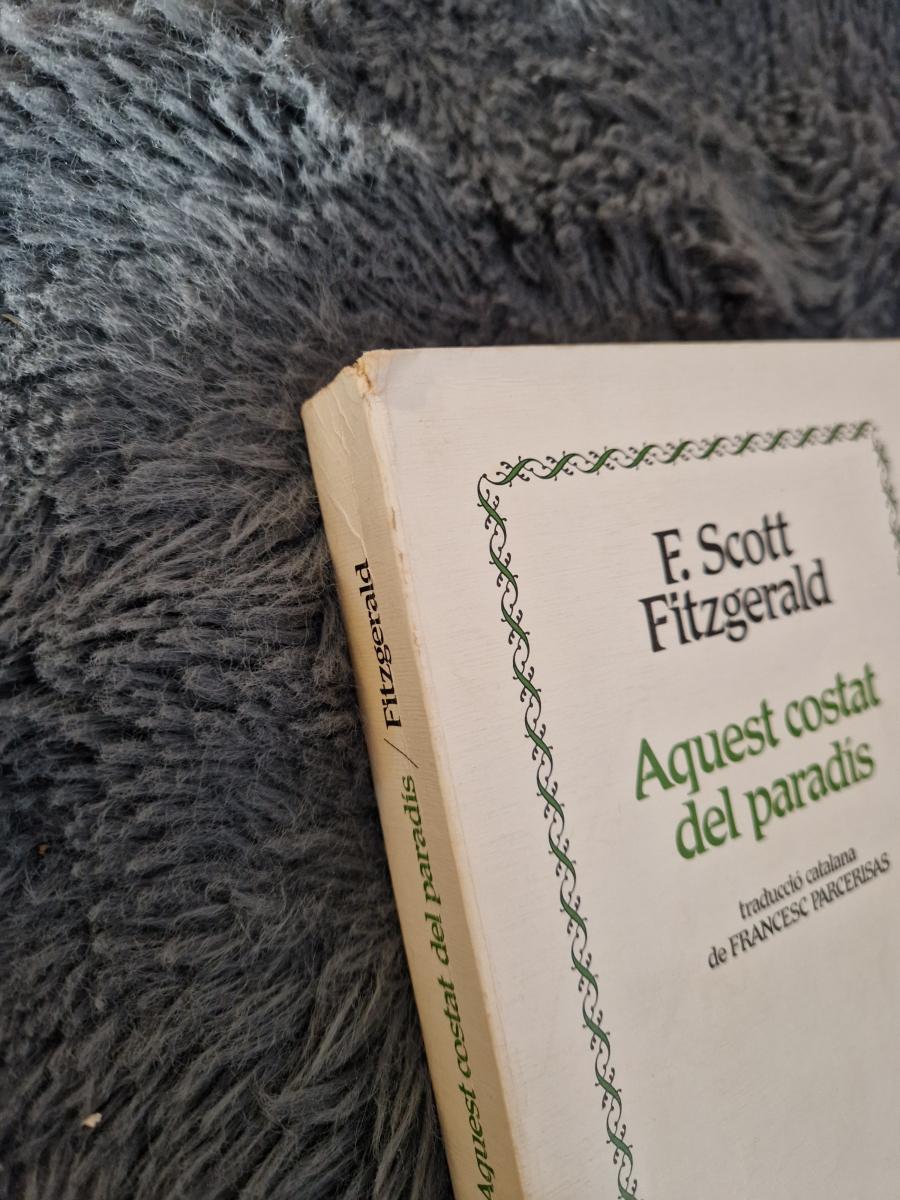 F. Scott
Fitzgerald
Aquest costat
del paradís
traducció catalana
de FRANCESC PARCERISAS
Aquest costat del paradís / Fitzgerald